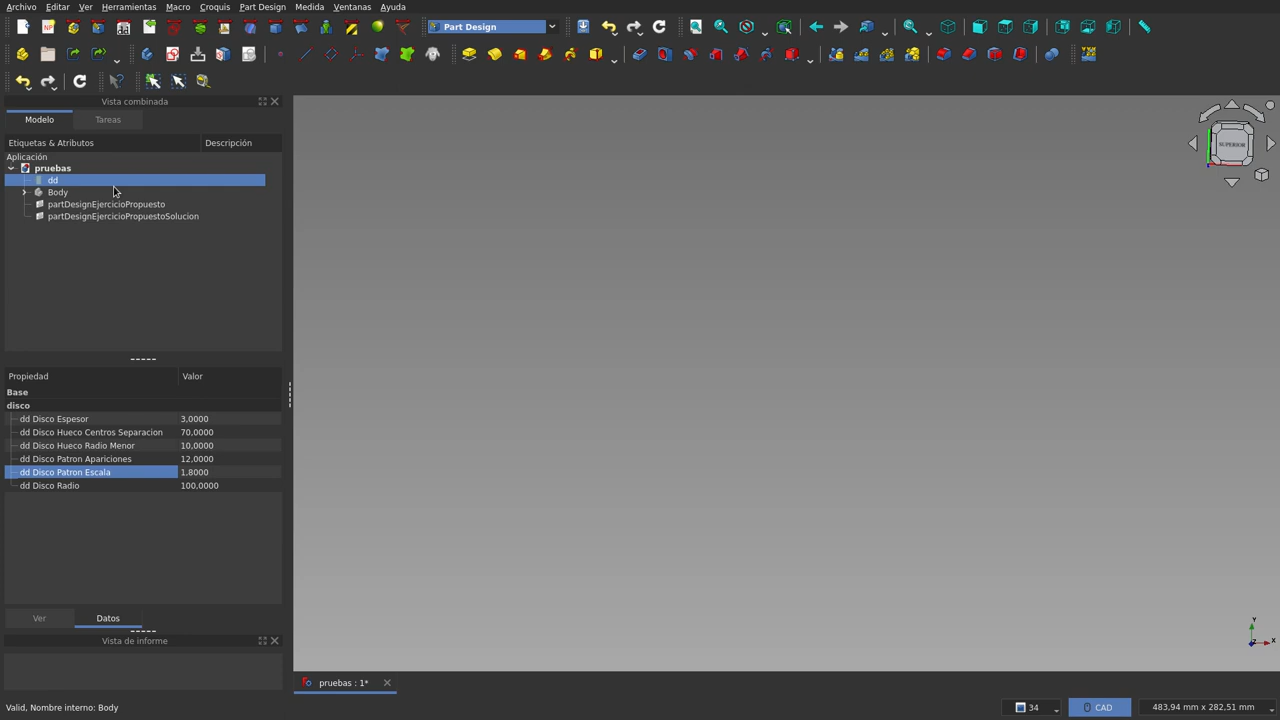 Archivo Editar Ver Herramientas Macro Croquis Part Design Medida Ventanas Ayuda
Part Design
Vista combinada
Modelo Tareas
Etiquetas & Atributos Descripción
Aplicación
pruebas
dd
Body
partDesignEjercicioPropuesto
partDesignEjercicioPropuestoSolucion
SUPERIOR
Propiedad Valor
Base
disco
dd Disco Espesor 3,0000
dd Disco Hueco Centros Separacion 70,0000
dd Disco Hueco Radio Menor 10,0000
dd Disco Patron Apariciones 12,0000
dd Disco Patron Escala 1,8000
dd Disco Radio 100,0000
Ver Datos
Vista de informe
Y
Z X
pruebas : 1*
Valid, Nombre interno: Body 34 CAD 483,94 mm x 282,51 mm